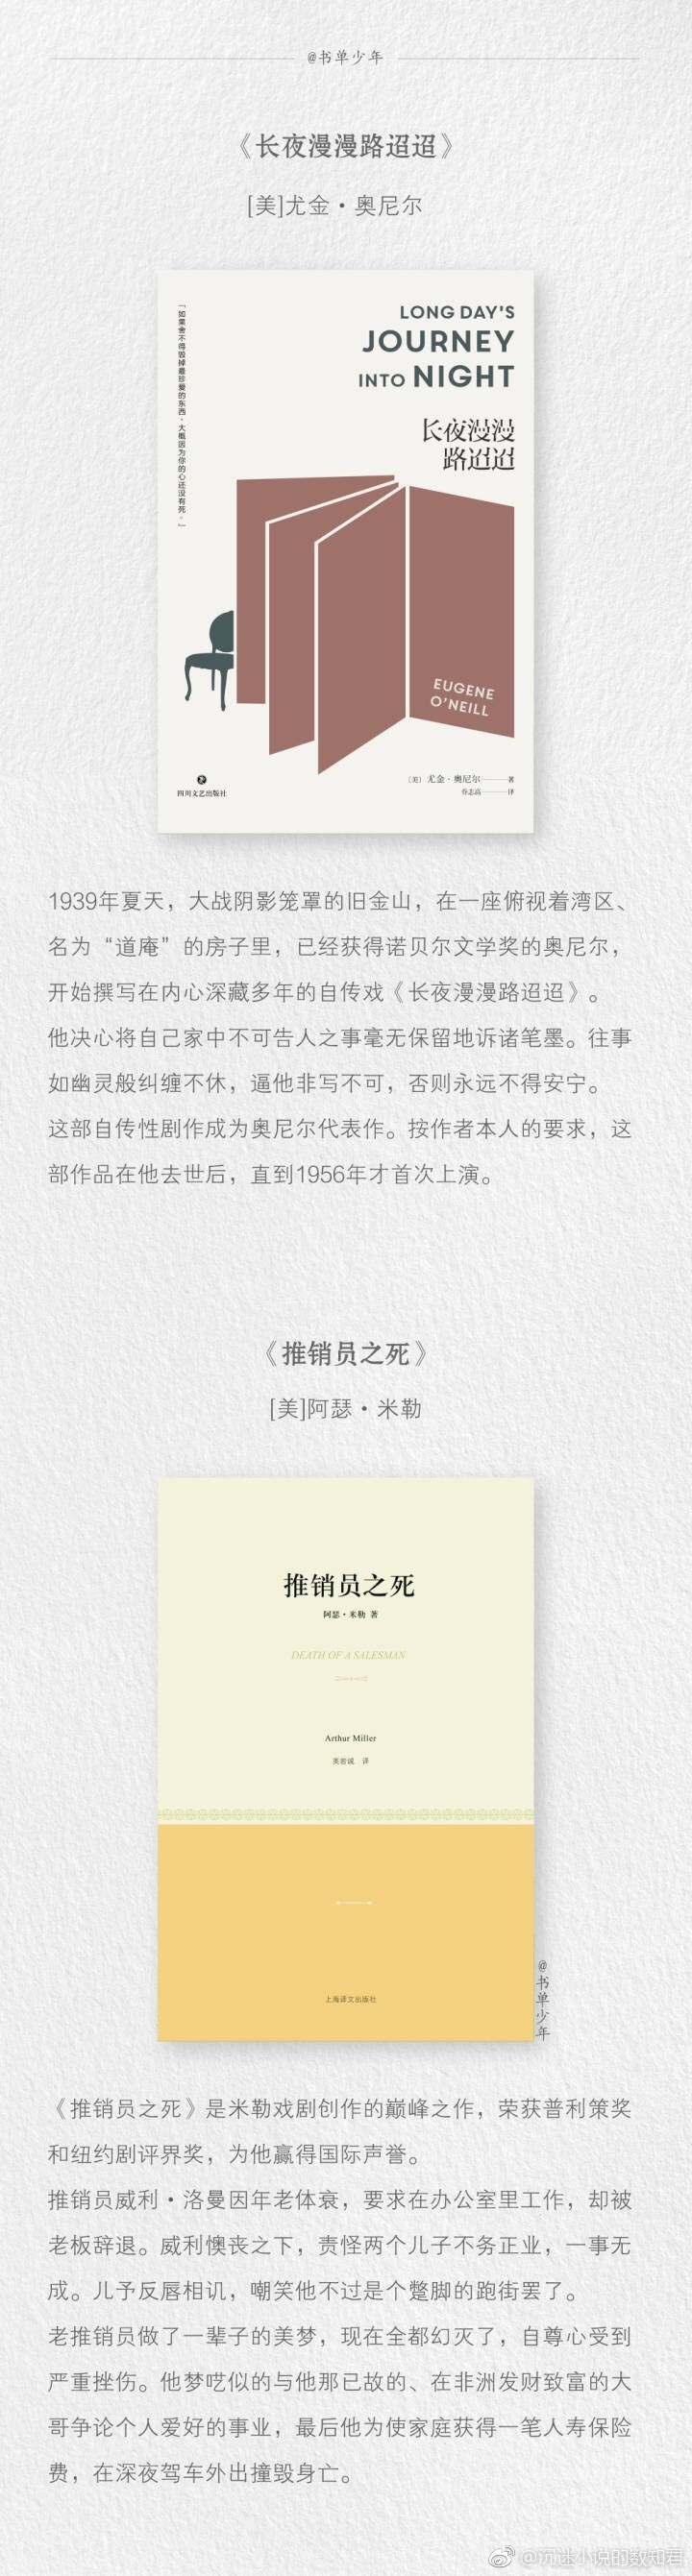 @书单少年
《长夜漫漫路迢迢》
[美]尤金·奥尼尔
「如果舍不得毁掉最珍爱的东西，大概因为你的心还没有死。」
LONG DAY'S
JOURNEY
INTO NIGHT
长夜漫漫
路迢迢
EUGENE
O'NEILL
〔美〕尤金·奥尼尔——著
乔志高——译
四川文艺出版社
1939年夏天，大战阴影笼罩的旧金山，在一座俯视着湾区、
名为“道庵”的房子里，已经获得诺贝尔文学奖的奥尼尔，
开始撰写在内心深藏多年的自传戏《长夜漫漫路迢迢》。
他决心将自己家中不可告人之事毫无保留地诉诸笔墨。往事
如幽灵般纠缠不休，逼他非写不可，否则永远不得安宁。
这部自传性剧作成为奥尼尔代表作。按作者本人的要求，这
部作品在他去世后，直到1956年才首次上演。
《推销员之死》
[美]阿瑟·米勒
推销员之死
阿瑟·米勒 著
DEATH OF A SALESMAN
Arthur Miller
英若诚 译
上海译文出版社
@书单少年
《推销员之死》是米勒戏剧创作的巅峰之作，荣获普利策奖
和纽约剧评界奖，为他赢得国际声誉。
推销员威利·洛曼因年老体衰，要求在办公室里工作，却被
老板辞退。威利懊丧之下，责怪两个儿子不务正业，一事无
成。儿予反唇相讥，嘲笑他不过是个蹩脚的跑街罢了。
老推销员做了一辈子的美梦，现在全都幻灭了，自尊心受到
严重挫伤。他梦呓似的与他那已故的、在非洲发财致富的大
哥争论个人爱好的事业，最后他为使家庭获得一笔人寿保险
费，在深夜驾车外出撞毁身亡。
@沉迷小说的数知君